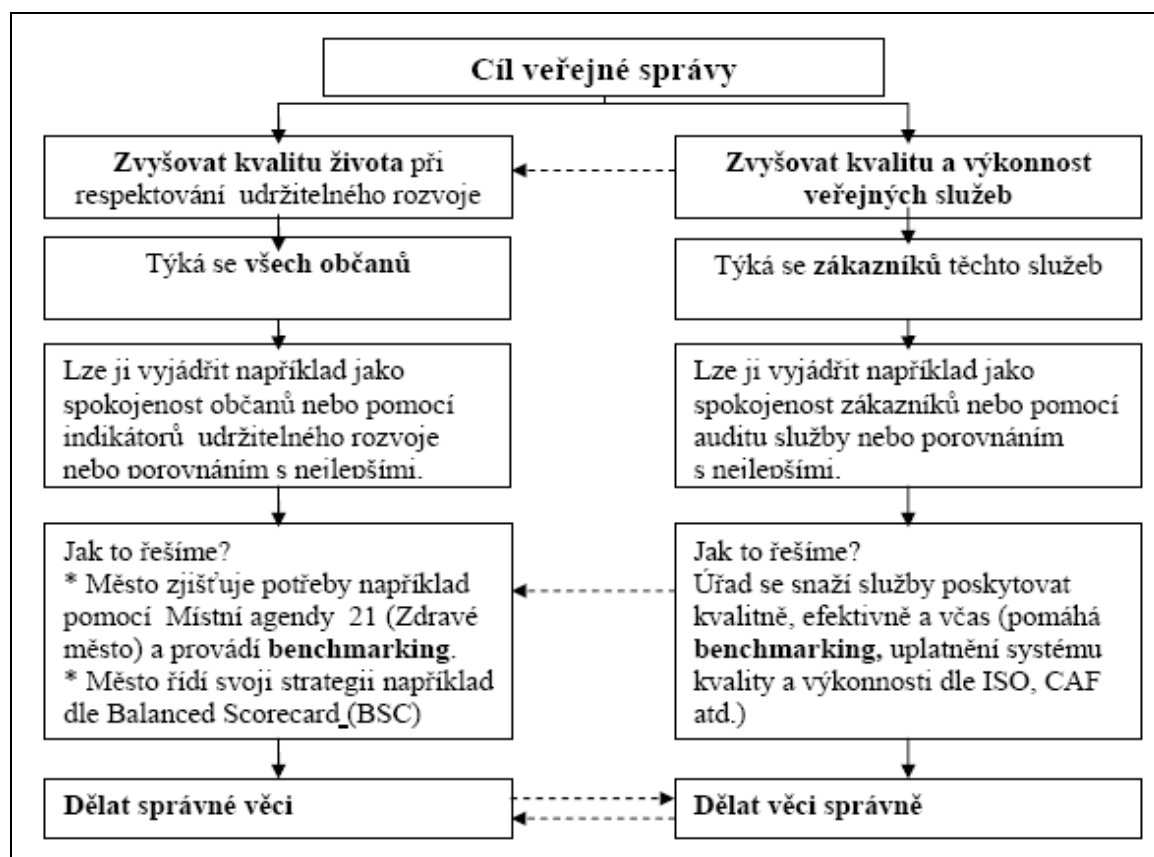 Cíl veřejné správy
Zvyšovat kvalitu života při
respektování udržitelného rozvoje
Zvyšovat kvalitu a výkonnost
veřejných služeb
Týká se všech občanů
Týká se zákazníků těchto služeb
Lze ji vyjádřit například jako
spokojenost občanů nebo pomocí
indikátorů udržitelného rozvoje
nebo porovnáním s nejlepšími.
Lze ji vyjádřit například jako
spokojenost zákazníků nebo pomocí
auditu služby nebo porovnáním
s nejlepšími.
Jak to řešíme?
* Město zjišťuje potřeby například
pomocí Místní agendy 21 (Zdravé
město) a provádí benchmarking.
* Město řídí svoji strategii například
dle Balanced Scorecard (BSC)
Jak to řešíme?
Úřad se snaží služby poskytovat
kvalitně, efektivně a včas (pomáhá
benchmarking, uplatnění systému
kvality a výkonnosti dle ISO, CAF
atd.)
Dělat správné věci
Dělat věci správně